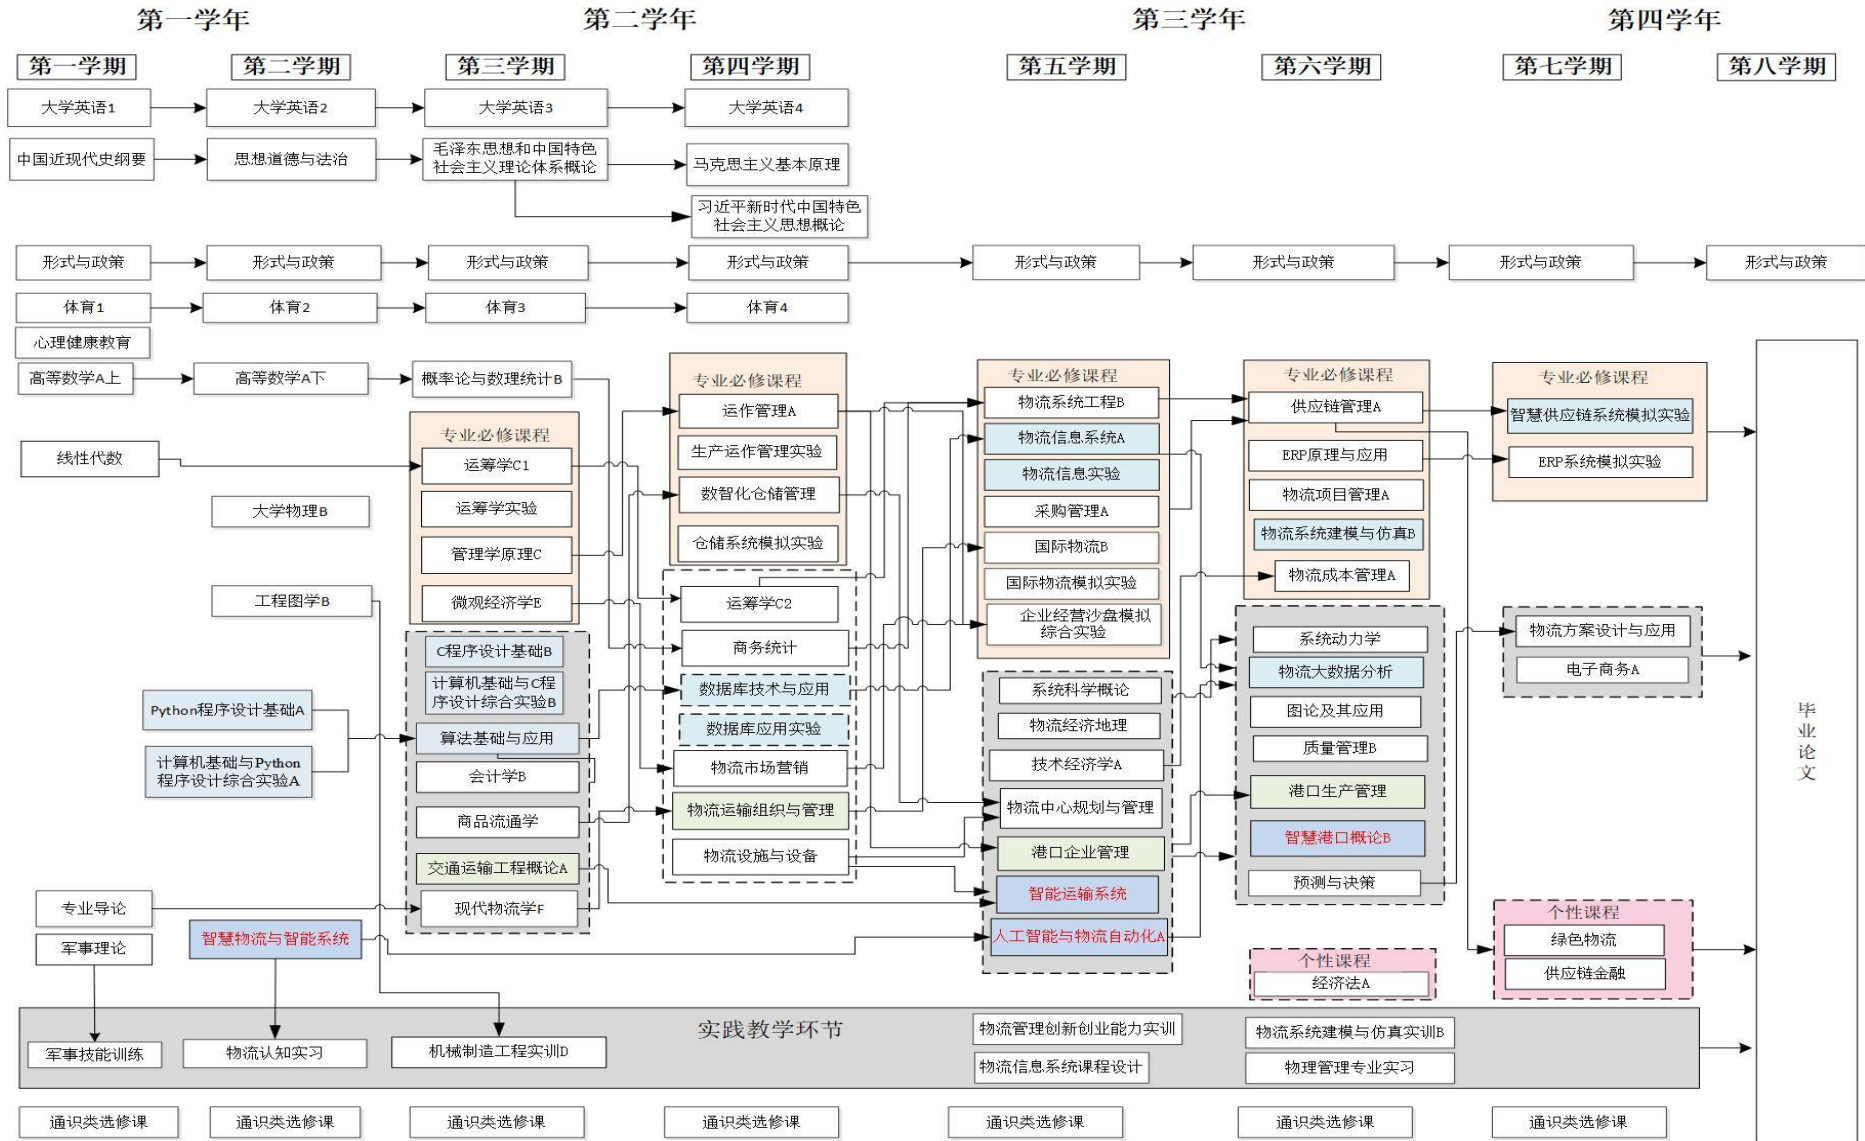 第一学年
第二学年
第三学年
第四学年
第一学期
第二学期
第三学期
第四学期
第五学期
第六学期
第七学期
第八学期
大学英语1
大学英语2
大学英语3
大学英语4
中国近现代史纲要
思想道德与法治
毛泽东思想和中国特色
社会主义理论体系概论
马克思主义基本原理
习近平新时代中国特色
社会主义思想概论
形式与政策
形式与政策
形式与政策
形式与政策
形式与政策
形式与政策
形式与政策
形式与政策
体育1
体育2
体育3
体育4
心理健康教育
高等数学A上
高等数学A下
概率论与数理统计B
线性代数
大学物理B
工程图学B
Python程序设计基础A
计算机基础与Python
程序设计综合实验A
专业导论
军事理论
智慧物流与智能系统
专业必修课程
运筹学C1
运筹学实验
管理学原理C
微观经济学E
C程序设计基础B
计算机基础与C程
序设计综合实验B
算法基础与应用
会计学B
商品流通学
交通运输工程概论A
现代物流学F
专业必修课程
运作管理A
生产运作管理实验
数智化仓储管理
仓储系统模拟实验
运筹学C2
商务统计
数据库技术与应用
数据库应用实验
物流市场营销
物流运输组织与管理
物流设施与设备
专业必修课程
物流系统工程B
物流信息系统A
物流信息实验
采购管理A
国际物流B
国际物流模拟实验
企业经营沙盘模拟
综合实验
系统科学概论
物流经济地理
技术经济学A
物流中心规划与管理
港口企业管理
智能运输系统
人工智能与物流自动化A
专业必修课程
供应链管理A
ERP原理与应用
物流项目管理A
物流系统建模与仿真B
物流成本管理A
系统动力学
物流大数据分析
图论及其应用
质量管理B
港口生产管理
智慧港口概论B
预测与决策
个性课程
经济法A
专业必修课程
智慧供应链系统模拟实验
ERP系统模拟实验
物流方案设计与应用
电子商务A
个性课程
绿色物流
供应链金融
毕
业
论
文
实践教学环节
军事技能训练
物流认知实习
机械制造工程实训D
物流管理创新创业能力实训
物流信息系统课程设计
物流系统建模与仿真实训B
物理管理专业实习
通识类选修课
通识类选修课
通识类选修课
通识类选修课
通识类选修课
通识类选修课
通识类选修课